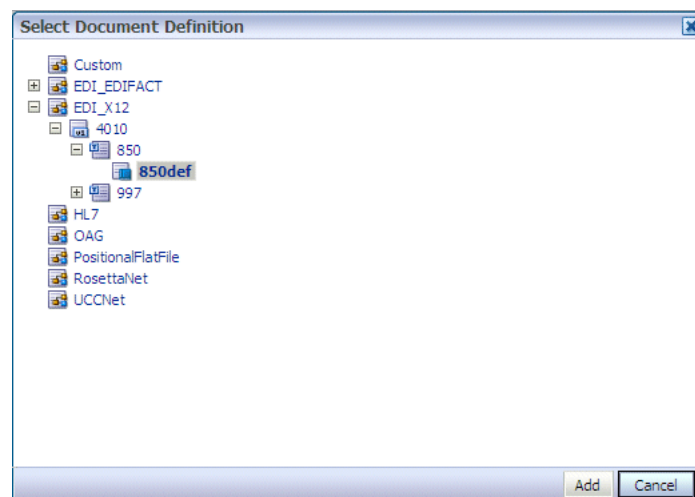 Select Document Definition
Custom
EDI_EDIFACT
EDI_X12
4010
850
850def
997
HL7
OAG
PositionalFlatFile
RosettaNet
UCCNet
Add Cancel